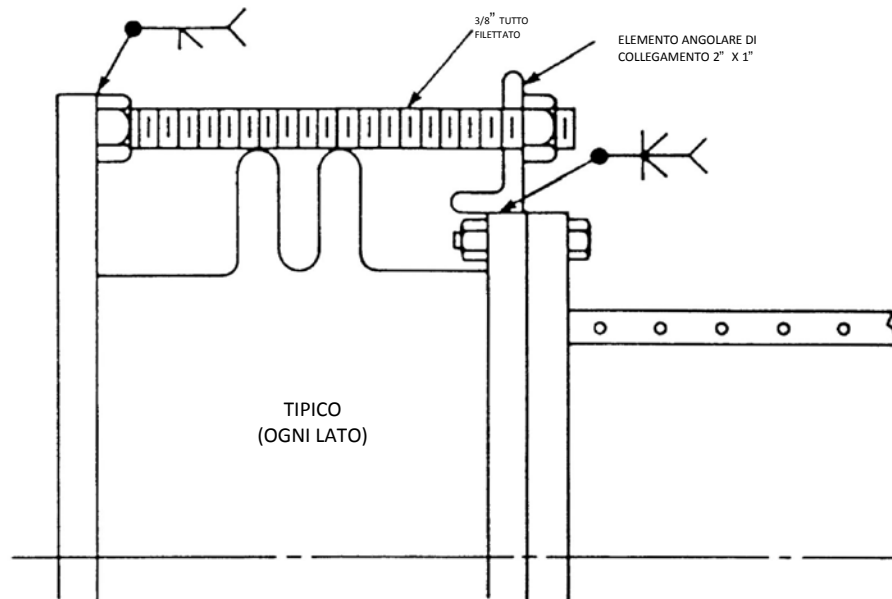 3/8” TUTTO
FILETTATO
ELEMENTO ANGOLARE DI
COLLEGAMENTO 2” X 1”
TIPICO
(OGNI LATO)